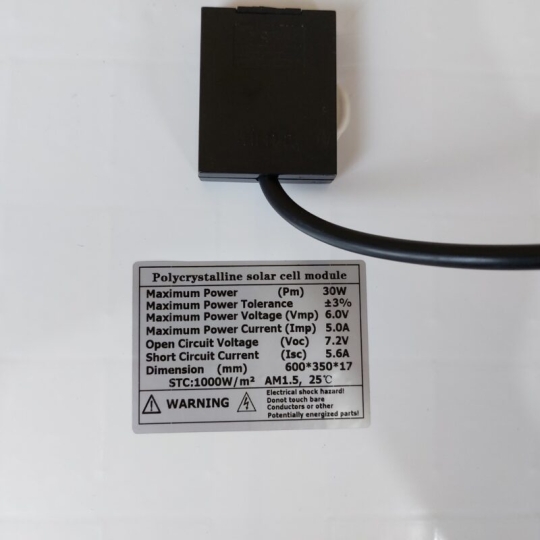 Polycrystalline solar cell module
Maximum Power (Pm) 30W
Maximum Power Tolerance ±3%
Maximum Power Voltage (Vmp) 6.0V
Maximum Power Current (Imp) 5.0A
Open Circuit Voltage (Voc) 7.2V
Short Circuit Current (Isc) 5.6A
Dimension (mm) 600*350*17
STC:1000W/m² AM1.5, 25℃
WARNING
Electrical shock hazard!
Donot touch bare
Conductors or other
Potentially energized parts!